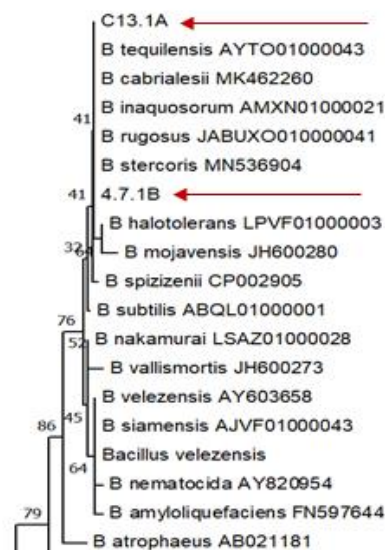 C13.1A
B tequilensis AYTO01000043
B cabrialesii MK462260
B inaquosorum AMXN01000021
41
B rugosus JABUXO010000041
B stercoris MN536904
41
4.7.1B
B halotolerans LPVF01000003
32
64
B mojavensis JH600280
B spizizenii CP002905
B subtilis ABQL01000001
76
52
B nakamurai LSAZ01000028
B vallismortis JH600273
B velezensis AY603658
45
B siamensis AJVF01000043
86
Bacillus velezensis
64
B nematocida AY820954
B amyloliquefaciens FN597644
79
B atrophaeus AB021181